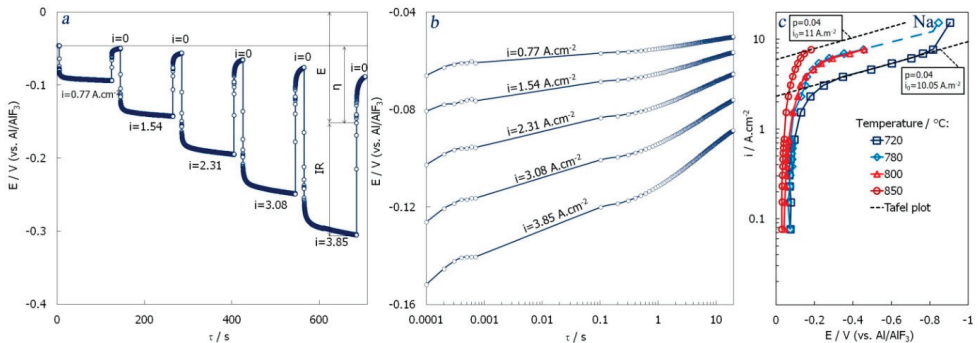 a
i=0
i=0
i=0
i=0
i=0
i=0
i=0.77 A.cm-2
i=1.54
i=2.31
i=3.08
i=3.85
E
η
IR
0
-0.1
-0.2
-0.3
-0.4
0
200
400
600
E / V (vs. Al/AlF3)
τ / s
b
i=0.77 A.cm-2
i=1.54 A.cm-2
i=2.31 A.cm-2
i=3.08 A.cm-2
i=3.85 A.cm-2
-0.04
-0.08
-0.12
-0.16
0.0001
0.001
0.01
0.1
1
10
E / V (vs. Al/AlF3)
τ / s
c
p=0.04
i0=11 A.m-2
Na
p=0.04
i0=10.05 A.m-2
Temperature / °C:
720
780
800
850
Tafel plot
10
1
0.1
0
-0.2
-0.4
-0.6
-0.8
-1
i / A.cm-2
E / V (vs. Al/AlF3)